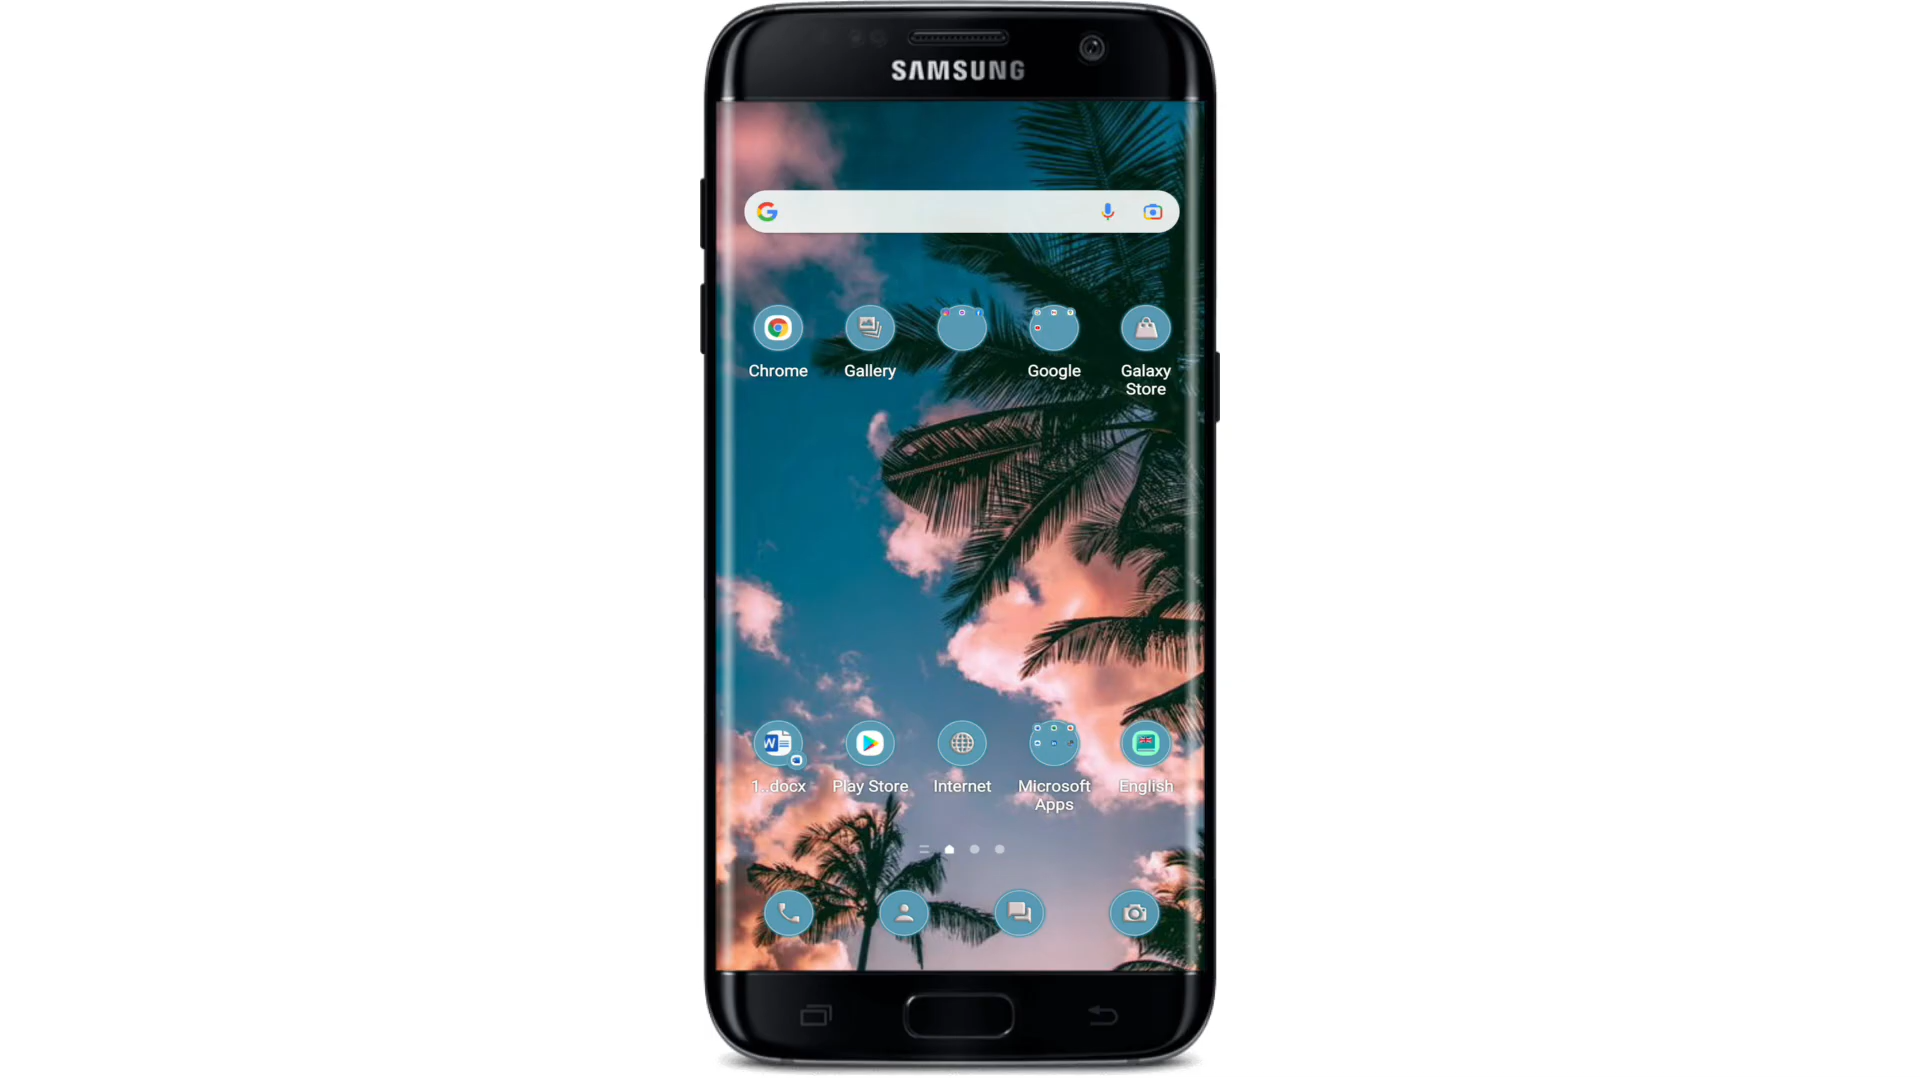 SAMSUNG
Chrome
Gallery
Google
Galaxy
Store
1..docx
Play Store
Internet
Microsoft
Apps
English